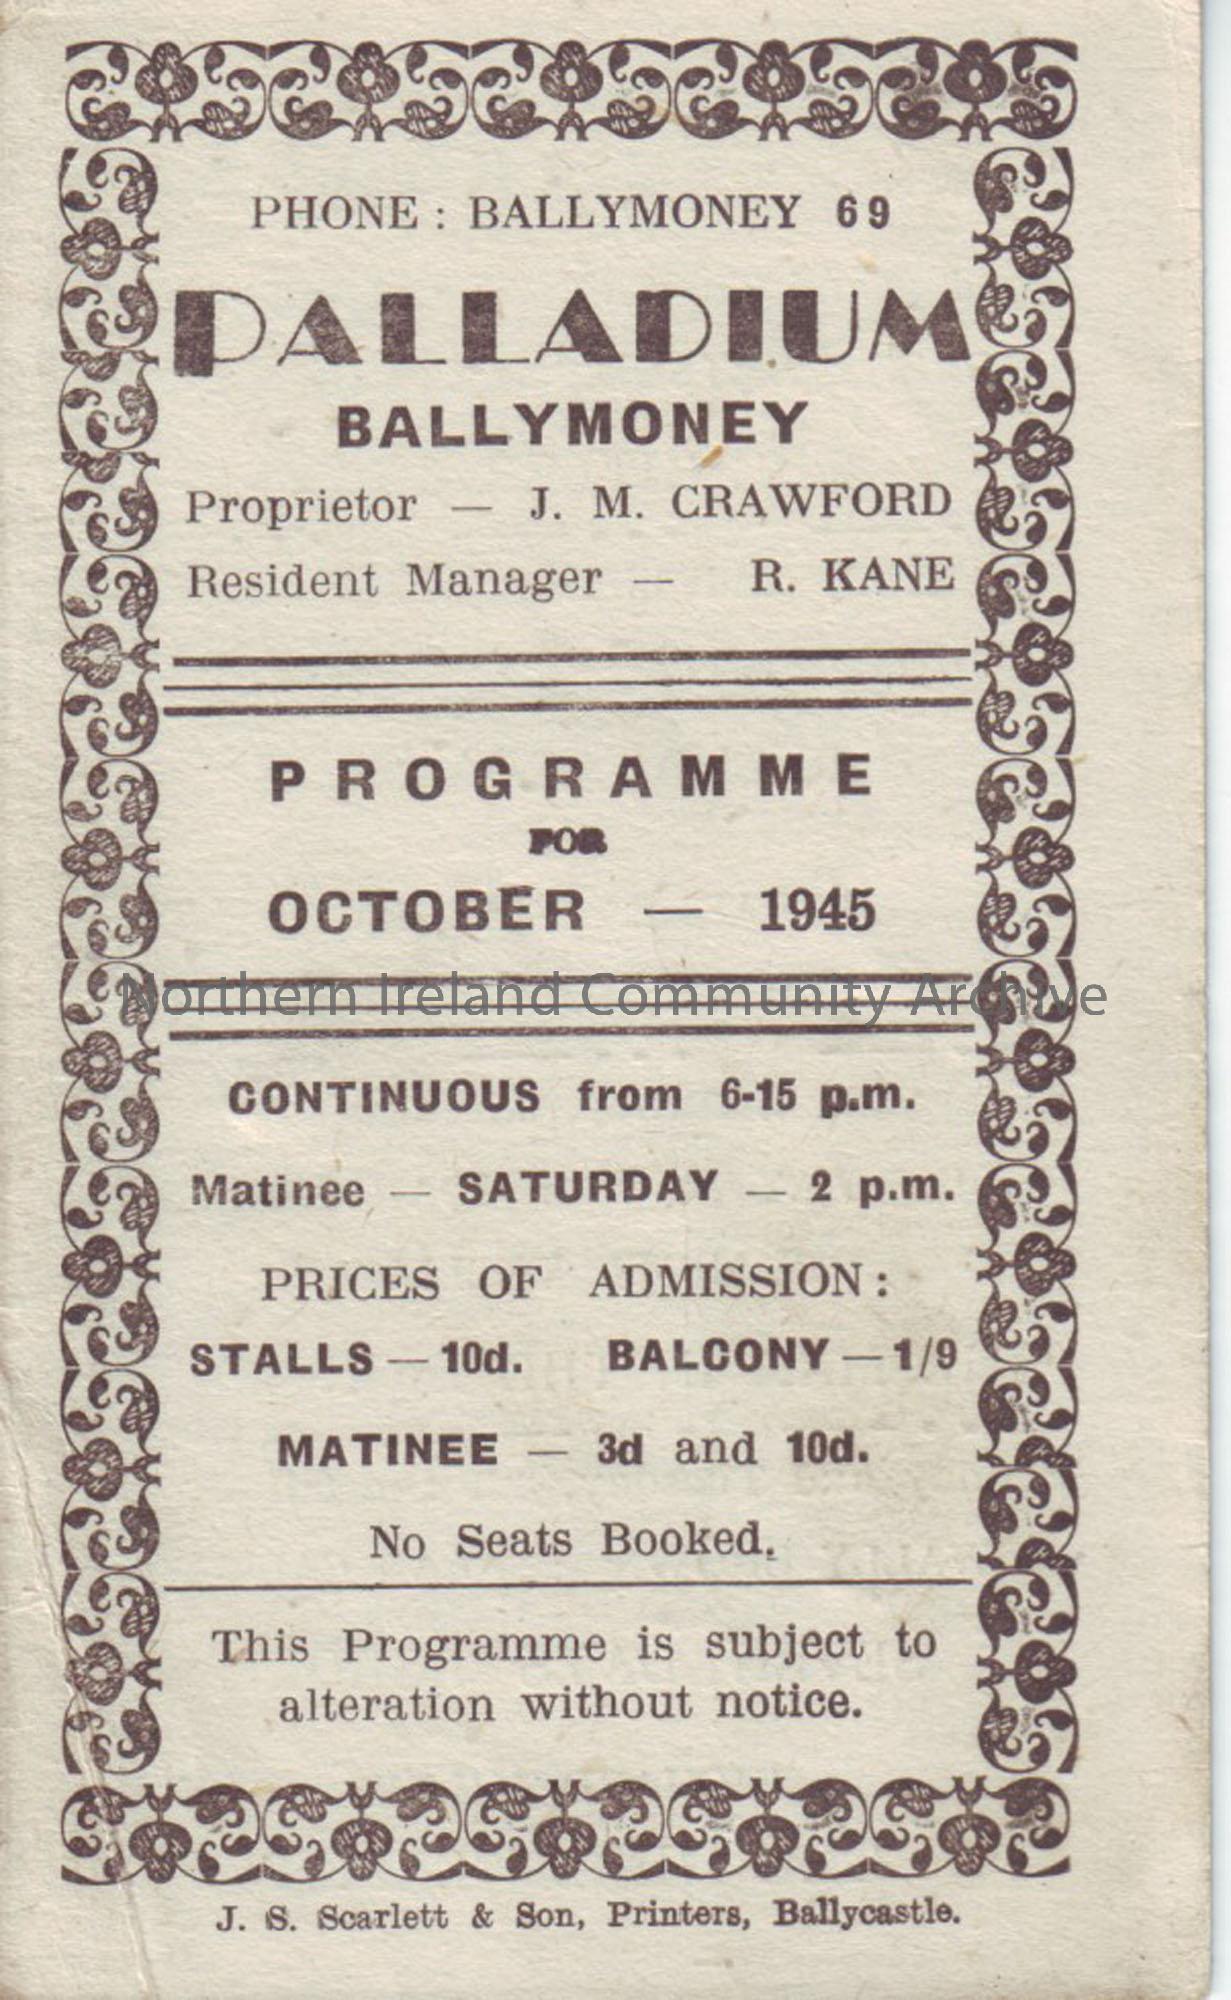 PHONE : BALLYMONEY 69
PALLADIUM
BALLYMONEY
Proprietor — J. M. CRAWFORD
Resident Manager — R. KANE
PROGRAMME
FOR
OCTOBER — 1945
Northern Ireland Community Archive
CONTINUOUS from 6-15 p.m.
Matinee — SATURDAY — 2 p.m.
PRICES OF ADMISSION :
STALLS — 10d. BALCONY — 1/9
MATINEE — 3d and 10d.
No Seats Booked.
This Programme is subject to
alteration without notice.
J. S. Scarlett & Son, Printers, Ballycastle.